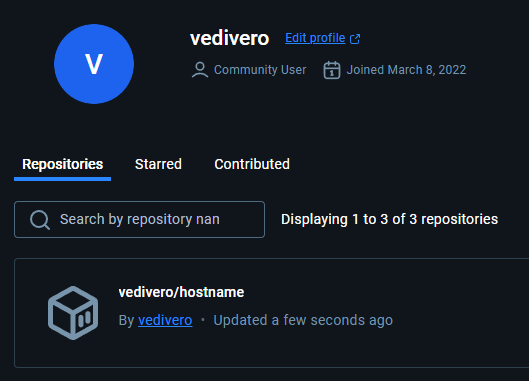 V
vedivero Edit profile
Community User Joined March 8, 2022
Repositories Starred Contributed
Search by repository nan Displaying 1 to 3 of 3 repositories
vedivero/hostname
By vedivero • Updated a few seconds ago